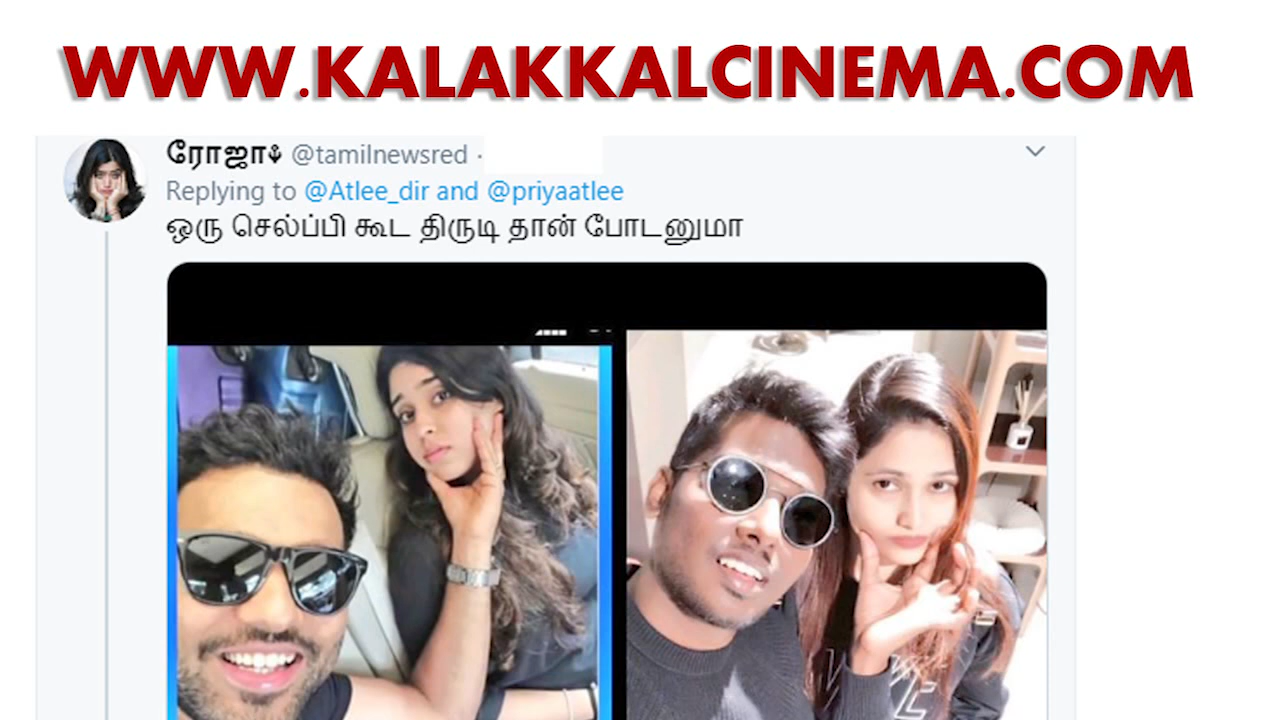 WWW.KALAKKALCINEMA.COM
ரோஜா⚓ @tamilnewsred ·
Replying to @Atlee_dir and @priyaatlee
ஒரு செல்ப்பி கூட திருடி தான் போடனுமா